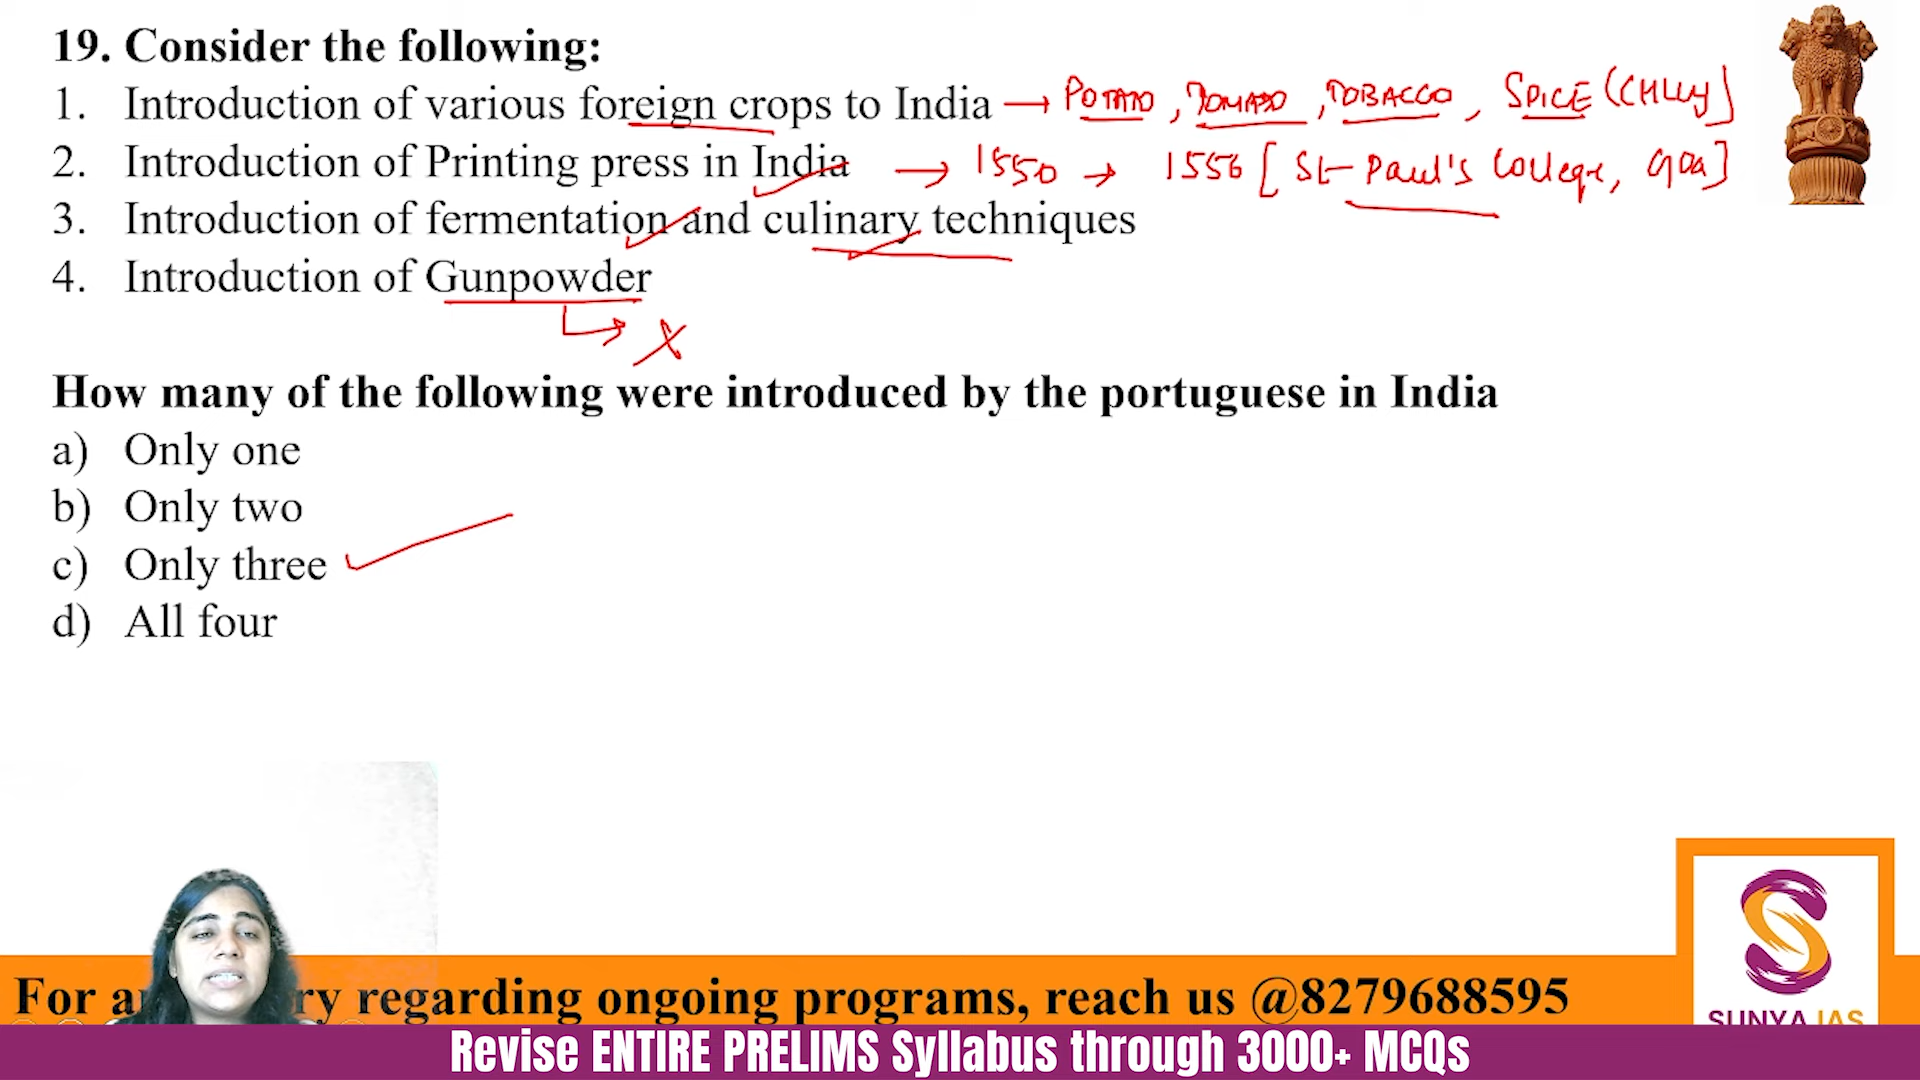 19. Consider the following:
1. Introduction of various foreign crops to India → POTATO, TOMATO, TOBACCO, SPICE (CHILLY]
2. Introduction of Printing press in India → 1550 → 1556 [St Paul's College, Goa]
3. Introduction of fermentation and culinary techniques
4. Introduction of Gunpowder
How many of the following were introduced by the portuguese in India
a) Only one
b) Only two
c) Only three
d) All four
For ry regarding ongoing programs, reach us @8279688595
SUNYA IAS
Revise ENTIRE PRELIMS Syllabus through 3000+ MCQs